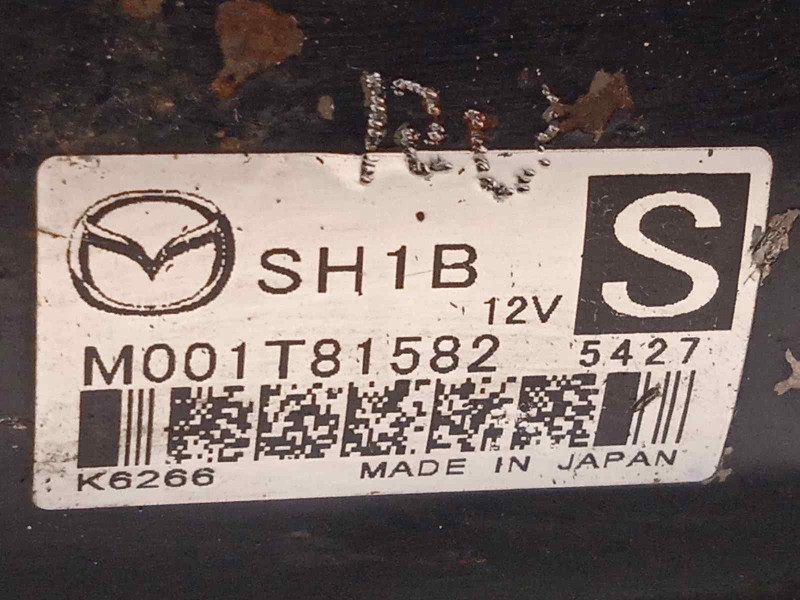 SH1B
S
12V
M001T81582
5427
K6266
MADE IN JAPAN